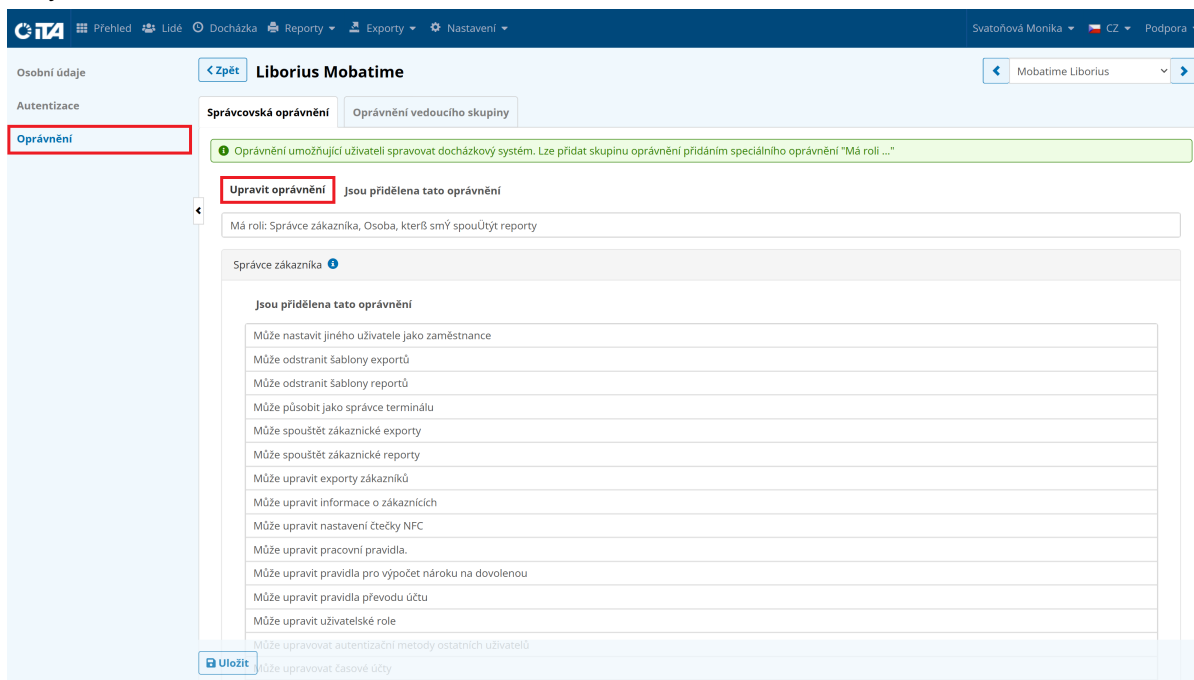 iTA Přehled Lidé Docházka Reporty Exporty Nastavení Svatoňová Monika CZ Podpora
Osobní údaje
Autentizace
Oprávnění
Zpět Liborius Mobatime Mobatime Liborius
Správcovská oprávnění Oprávnění vedoucího skupiny
Oprávnění umožňující uživateli spravovat docházkový systém. Lze přidat skupinu oprávnění přidáním speciálního oprávnění "Má roli ..."
Upravit oprávnění Jsou přidělena tato oprávnění
Má roli: Správce zákazníka, Osoba, kterß smÝ spouÜtýt reporty
Správce zákazníka
Jsou přidělena tato oprávnění
Může nastavit jiného uživatele jako zaměstnance
Může odstranit šablony exportů
Může odstranit šablony reportů
Může působit jako správce terminálu
Může spouštět zákaznické exporty
Může spouštět zákaznické reporty
Může upravit exporty zákazníků
Může upravit informace o zákaznících
Může upravit nastavení čtečky NFC
Může upravit pracovní pravidla.
Může upravit pravidla pro výpočet nároku na dovolenou
Může upravit pravidla převodu účtu
Může upravit uživatelské role
Může upravovat autentizační metody ostatních uživatelů
Uložit
Může upravovat časové účty